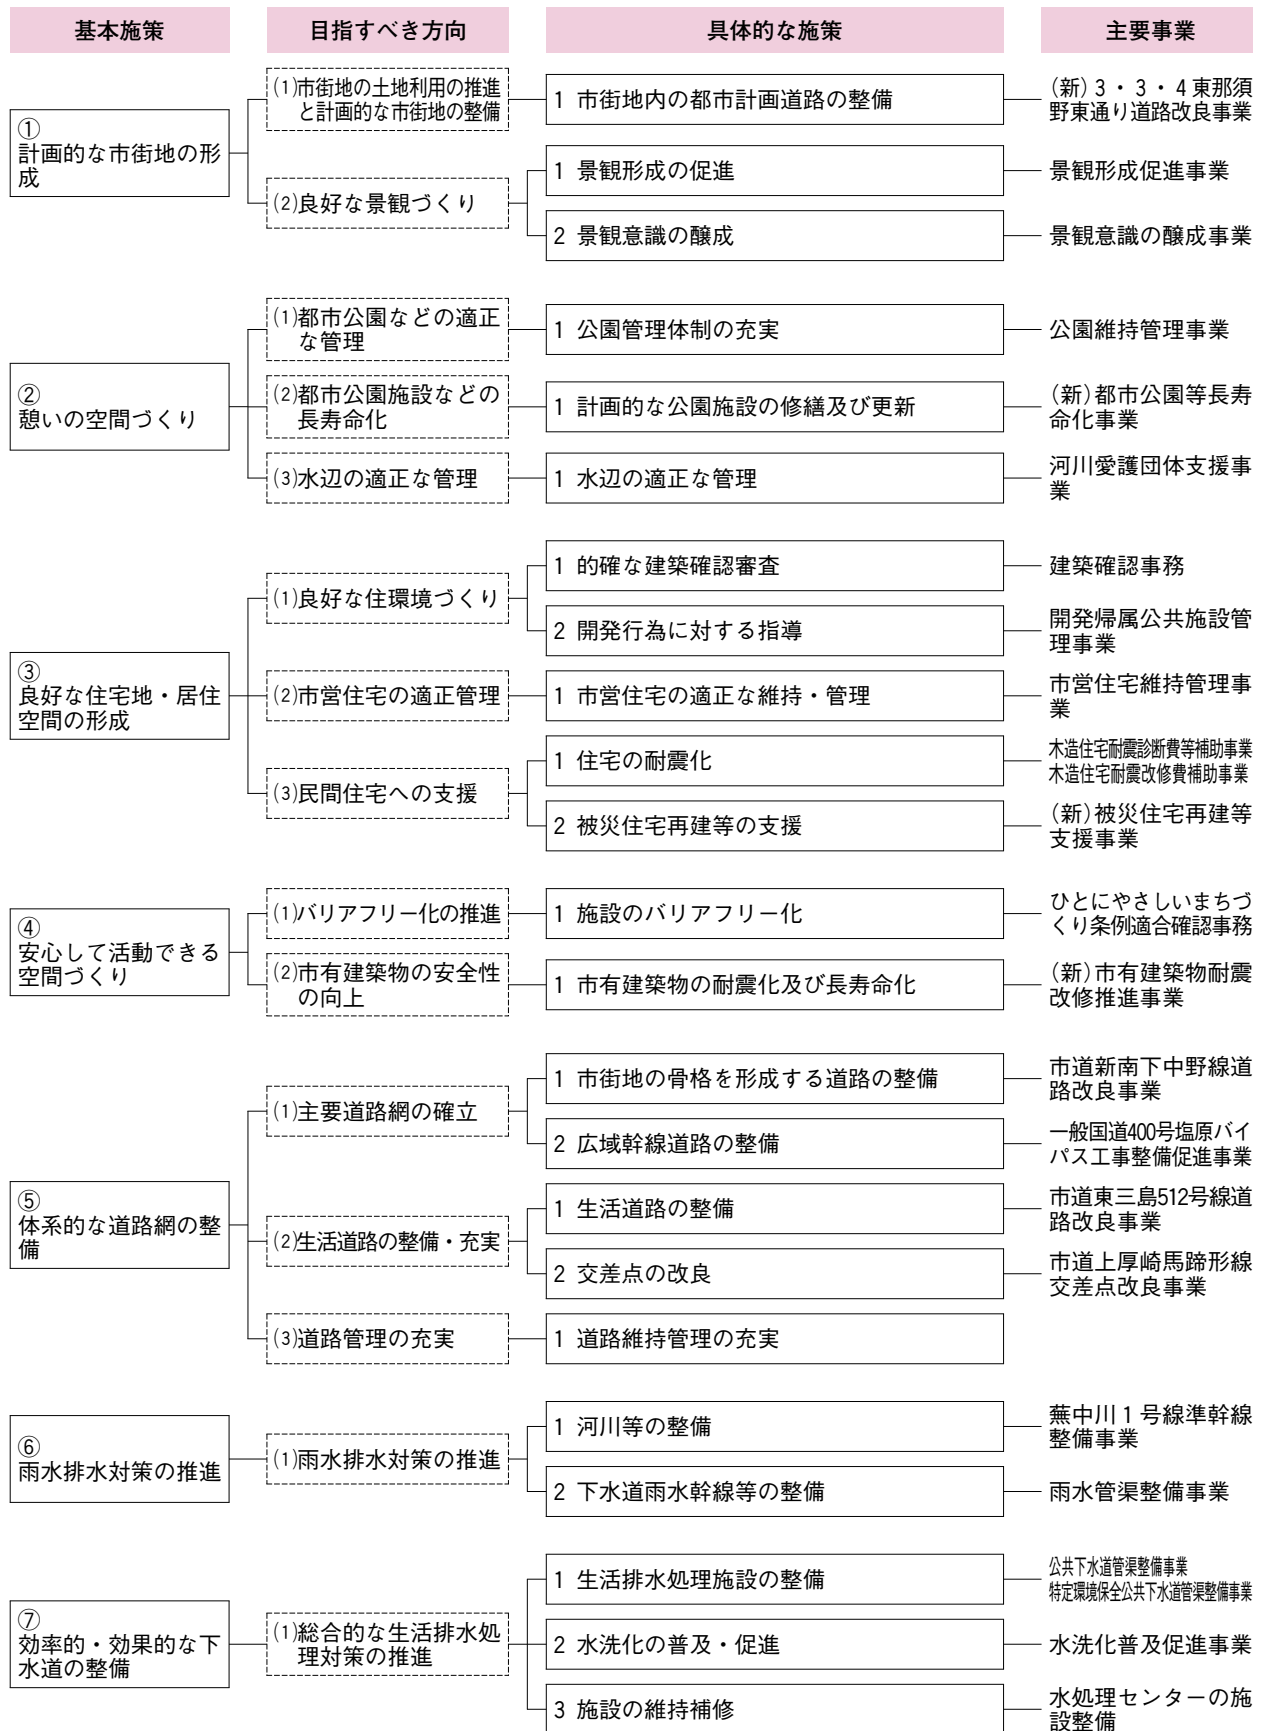 基本施策
目指すべき方向
具体的な施策
主要事業
①
計画的な市街地の形
成
⑴市街地の土地利用の推進
と計画的な市街地の整備
1 市街地内の都市計画道路の整備
(新)3・3・4東那須
野東通り道路改良事業
⑵良好な景観づくり
1 景観形成の促進
景観形成促進事業
2 景観意識の醸成
景観意識の醸成事業
②
憩いの空間づくり
⑴都市公園などの適正
な管理
1 公園管理体制の充実
公園維持管理事業
⑵都市公園施設などの
長寿命化
1 計画的な公園施設の修繕及び更新
(新)都市公園等長寿
命化事業
⑶水辺の適正な管理
1 水辺の適正な管理
河川愛護団体支援事
業
③
良好な住宅地・居住
空間の形成
⑴良好な住環境づくり
1 的確な建築確認審査
建築確認事務
2 開発行為に対する指導
開発帰属公共施設管
理事業
⑵市営住宅の適正管理
1 市営住宅の適正な維持・管理
市営住宅維持管理事
業
⑶民間住宅への支援
1 住宅の耐震化
木造住宅耐震診断費等補助事業
木造住宅耐震改修費補助事業
2 被災住宅再建等の支援
(新)被災住宅再建等
支援事業
④
安心して活動できる
空間づくり
⑴バリアフリー化の推進
1 施設のバリアフリー化
ひとにやさしいまちづ
くり条例適合確認事務
⑵市有建築物の安全性
の向上
1 市有建築物の耐震化及び長寿命化
(新)市有建築物耐震
改修推進事業
⑤
体系的な道路網の整
備
⑴主要道路網の確立
1 市街地の骨格を形成する道路の整備
市道新南下中野線道
路改良事業
2 広域幹線道路の整備
一般国道400号塩原バイ
パス工事整備促進事業
⑵生活道路の整備・充実
1 生活道路の整備
市道東三島512号線道
路改良事業
2 交差点の改良
市道上厚崎馬蹄形線
交差点改良事業
⑶道路管理の充実
1 道路維持管理の充実
⑥
雨水排水対策の推進
⑴雨水排水対策の推進
1 河川等の整備
蕪中川1号線準幹線
整備事業
2 下水道雨水幹線等の整備
雨水管渠整備事業
⑦
効率的・効果的な下
水道の整備
⑴総合的な生活排水処
理対策の推進
1 生活排水処理施設の整備
公共下水道管渠整備事業
特定環境保全公共下水道管渠整備事業
2 水洗化の普及・促進
水洗化普及促進事業
3 施設の維持補修
水処理センターの施
設整備